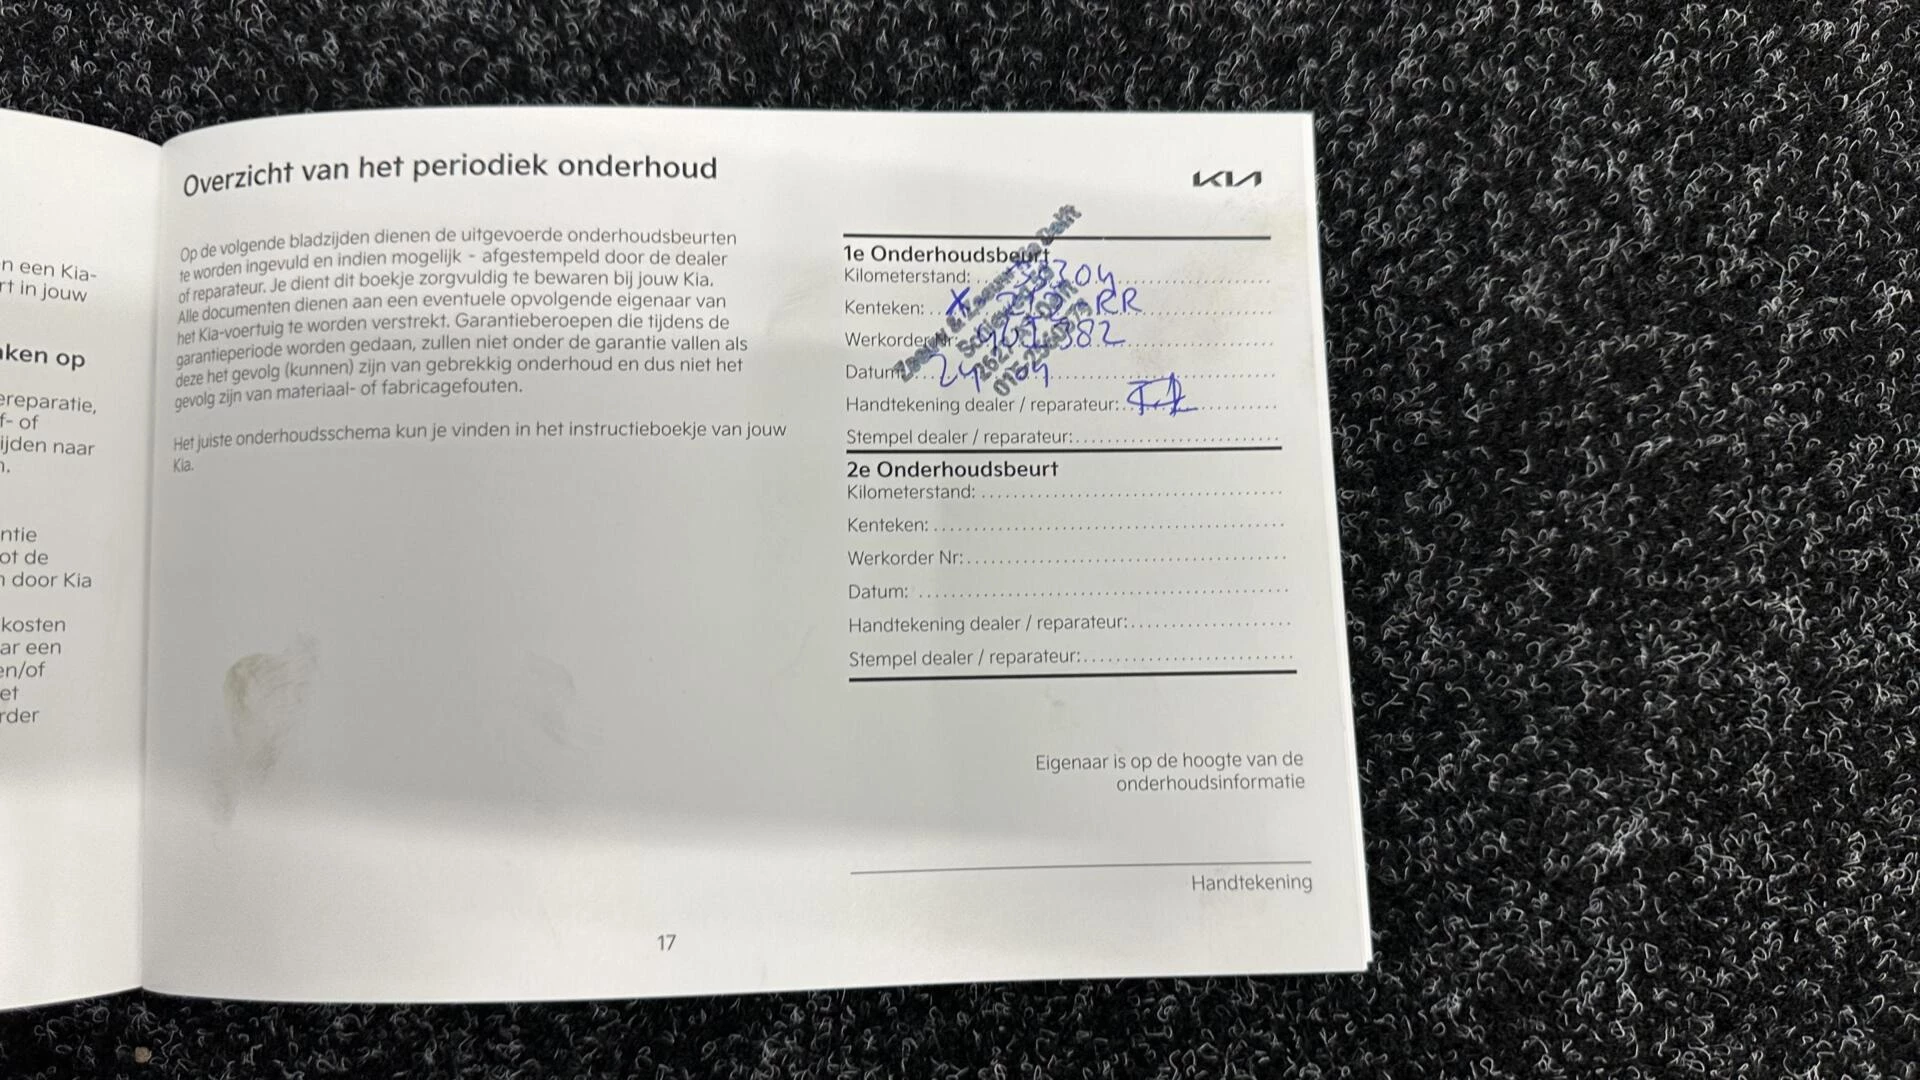 n een Kia-
rt in jouw
ken op
ereparatie,
f- of
ijden naar
n.
ntie
ot de
n door Kia
kosten
ar een
en/of
et
rder
Overzicht van het periodiek onderhoud
Op de volgende bladzijden dienen de uitgevoerde onderhoudsbeurten
te worden ingevuld en indien mogelijk - afgestempeld door de dealer
of reparateur. Je dient dit boekje zorgvuldig te bewaren bij jouw Kia.
Alle documenten dienen aan een eventuele opvolgende eigenaar van
het Kia-voertuig te worden verstrekt. Garantieberoepen die tijdens de
garantieperiode worden gedaan, zullen niet onder de garantie vallen als
deze het gevolg (kunnen) zijn van gebrekkig onderhoud en dus niet het
gevolg zijn van materiaal- of fabricagefouten.
Het juiste onderhoudsschema kun je vinden in het instructieboekje van jouw
Kia.
17
KIA
1e Onderhoudsbeurt
Kilometerstand:
Kenteken: X RR
Werkorder Nr:
Datum:
Handtekening dealer / reparateur:
Stempel dealer / reparateur:
Zeeuw & Zeeuw Kia Delft
2e Onderhoudsbeurt
Kilometerstand:
Kenteken:
Werkorder Nr:
Datum:
Handtekening dealer / reparateur:
Stempel dealer / reparateur:
Eigenaar is op de hoogte van de
onderhoudsinformatie
Handtekening